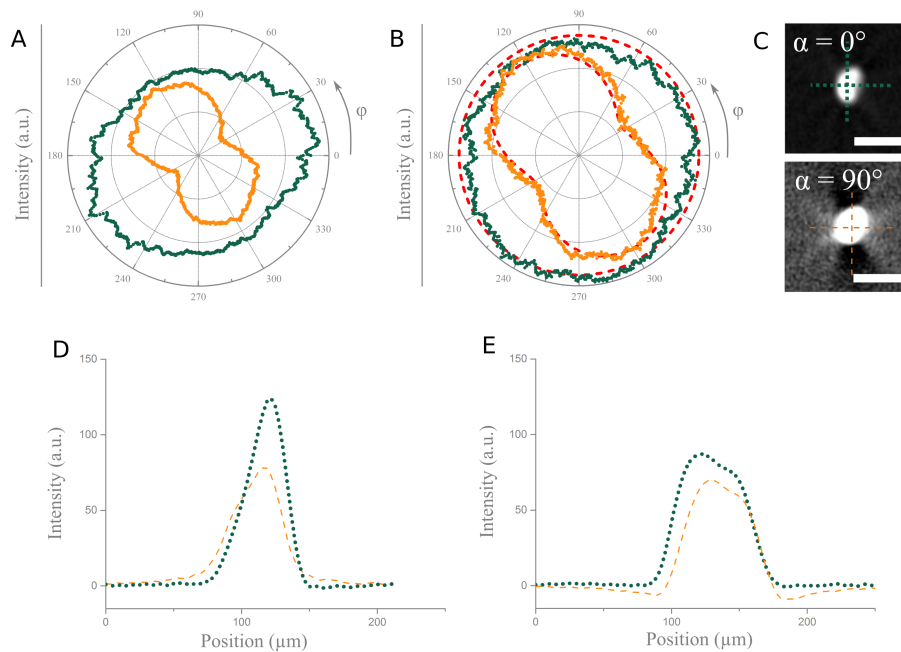 A
90
120
60
150
30
φ
180
0
210
330
240
300
270
Intensity (a.u.)
B
90
120
60
150
30
φ
180
0
210
330
240
300
270
Intensity (a.u.)
C
α = 0°
α = 90°
D
150
100
50
0
0
100
200
Intensity (a.u.)
Position (µm)
E
150
100
50
0
0
100
200
Intensity (a.u.)
Position (µm)